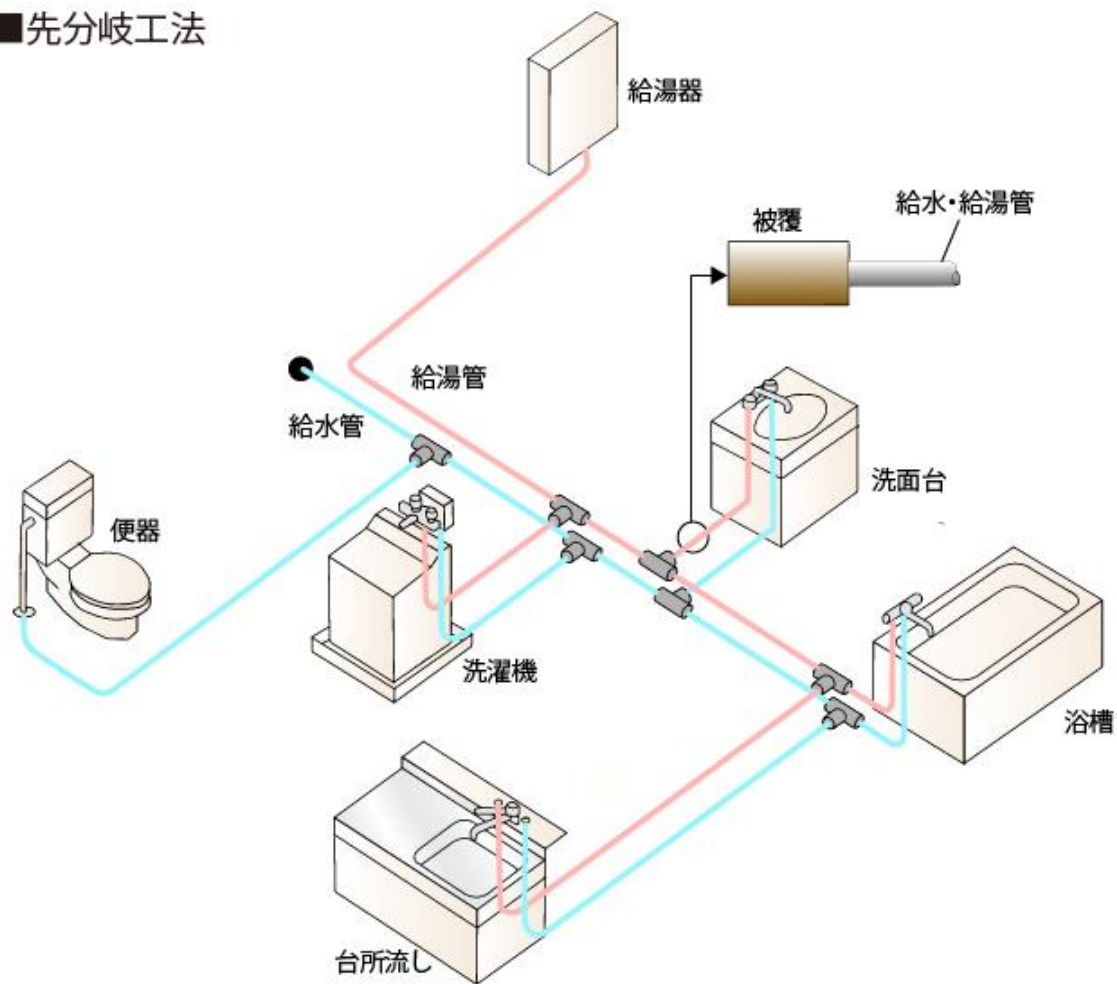 ■先分岐工法
給湯器
給水・給湯管
被覆
給湯管
給水管
洗面台
便器
洗濯機
浴槽
台所流し